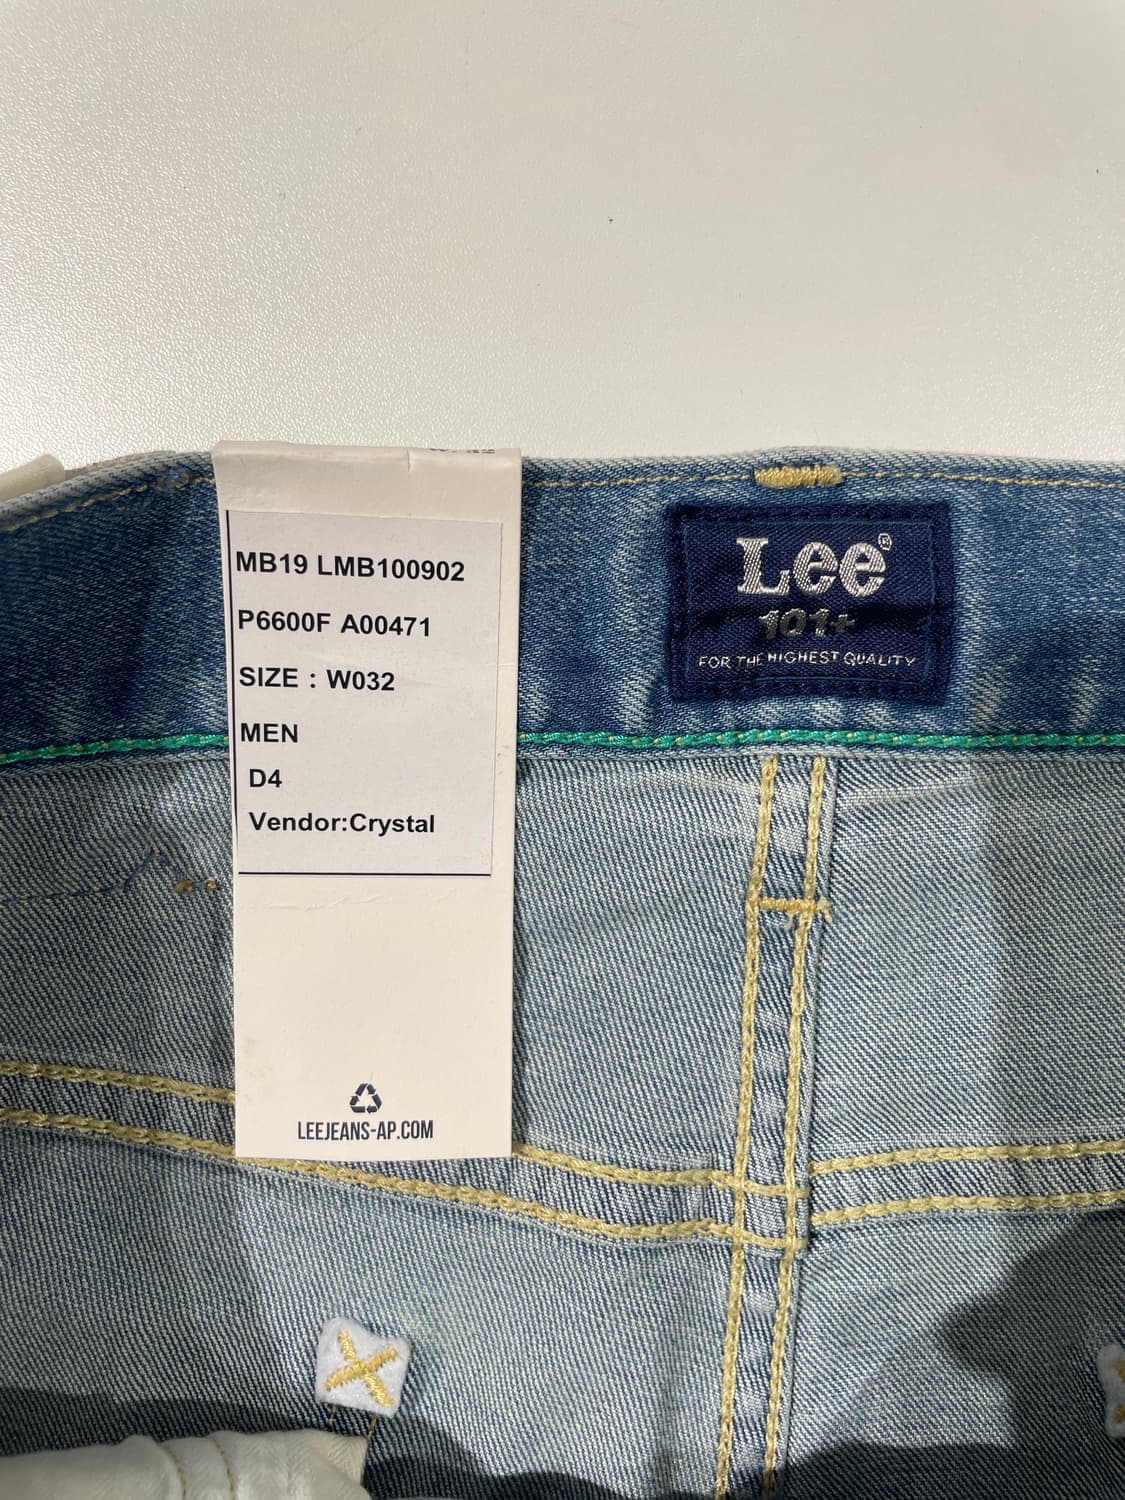 MB19 LMB100902
P6600F A00471
SIZE : W032
MEN
D4
Vendor:Crystal
LEEJEANS-AP.COM
Lee®
101+
FOR THE HIGHEST QUALITY